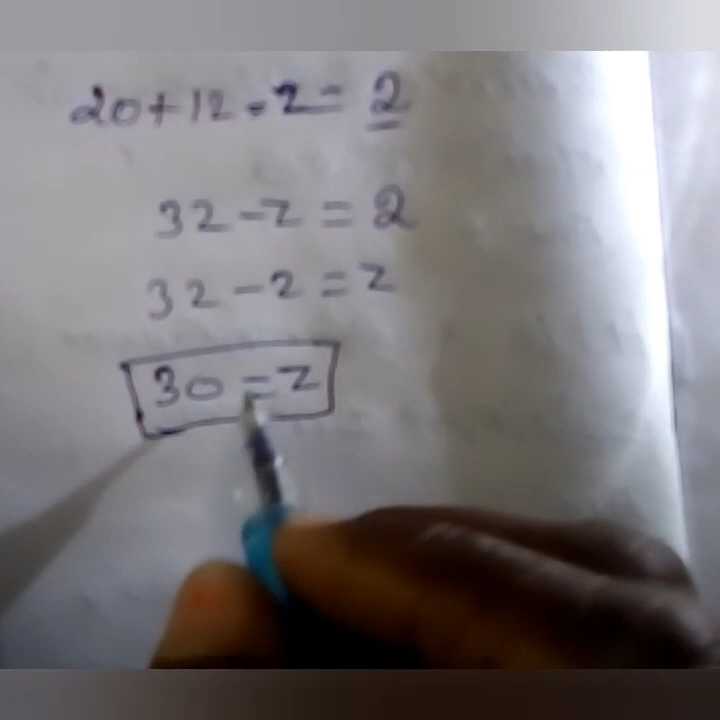 20+12-z= 2
32-z = 2
32-2=z
30=z